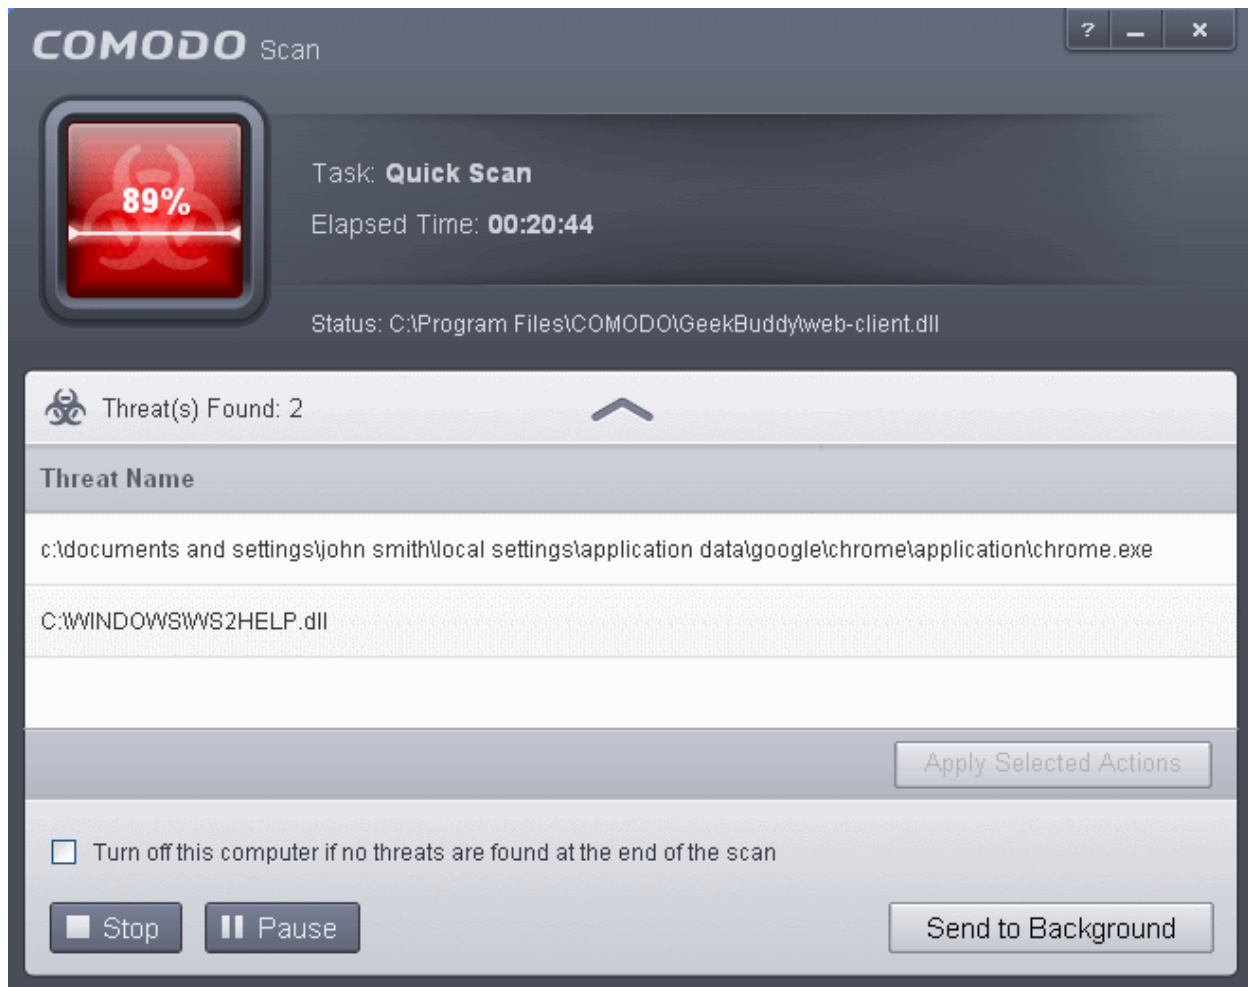 COMODO Scan
?
89%
Task: Quick Scan
Elapsed Time: 00:20:44
Status: C:\Program Files\COMODO\GeekBuddy\web-client.dll
Threat(s) Found: 2
Threat Name
c:\documents and settings\john smith\local settings\application data\google\chrome\application\chrome.exe
C:\WINDOWS\WS2HELP.dll
Apply Selected Actions
Turn off this computer if no threats are found at the end of the scan
Stop
Pause
Send to Background